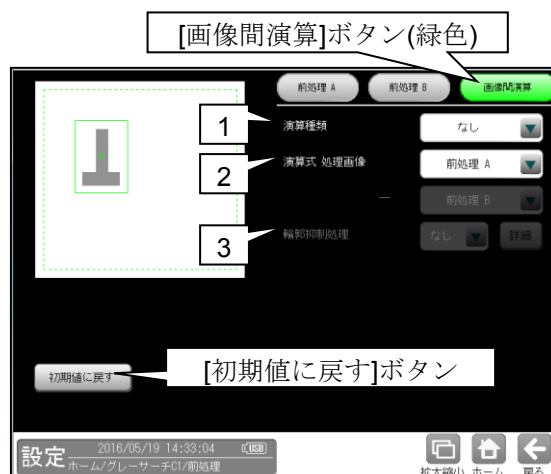 [画像間演算]ボタン(緑色)
前処理 A 前処理 B 画像間演算
1 演算種類 なし
2 演算式 処理画像 前処理 A
― 前処理 B
3 輪郭抑制処理 なし 詳細
初期値に戻す [初期値に戻す]ボタン
設定 2016/05/19 14:33:04 USB
ホーム/グレーサーチC1/前処理
拡大縮小 ホーム 戻る